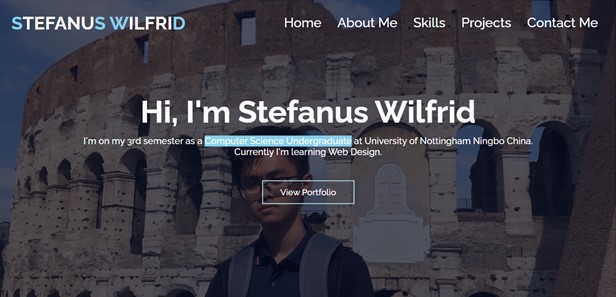 STEFANUS WILFRID
Home About Me Skills Projects Contact Me
Hi, I'm Stefanus Wilfrid
I'm on my 3rd semester as a Computer Science Undergraduate at University of Nottingham Ningbo China.
Currently I'm learning Web Design.
View Portfolio